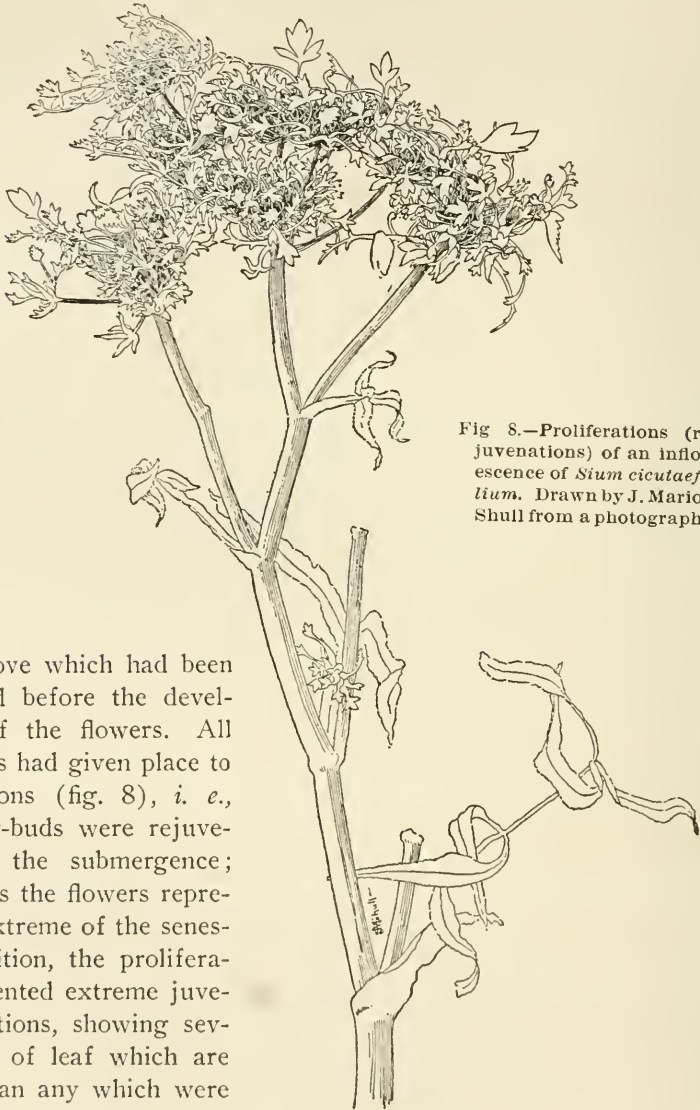 Fig 8.—Proliferations (r
juvenations) of an inflo
escence of Sium cicutaef
lium. Drawn by J. Mario
Shull from a photograph
ove which had been
l before the devel-
f the flowers. All
s had given place to
ons (fig. 8), i. e.,
r-buds were rejuve-
the submergence;
s the flowers repre-
xtreme of the senes-
ition, the prolifera-
ented extreme juve-
tions, showing sev-
of leaf which are
an any which were
JMShull—